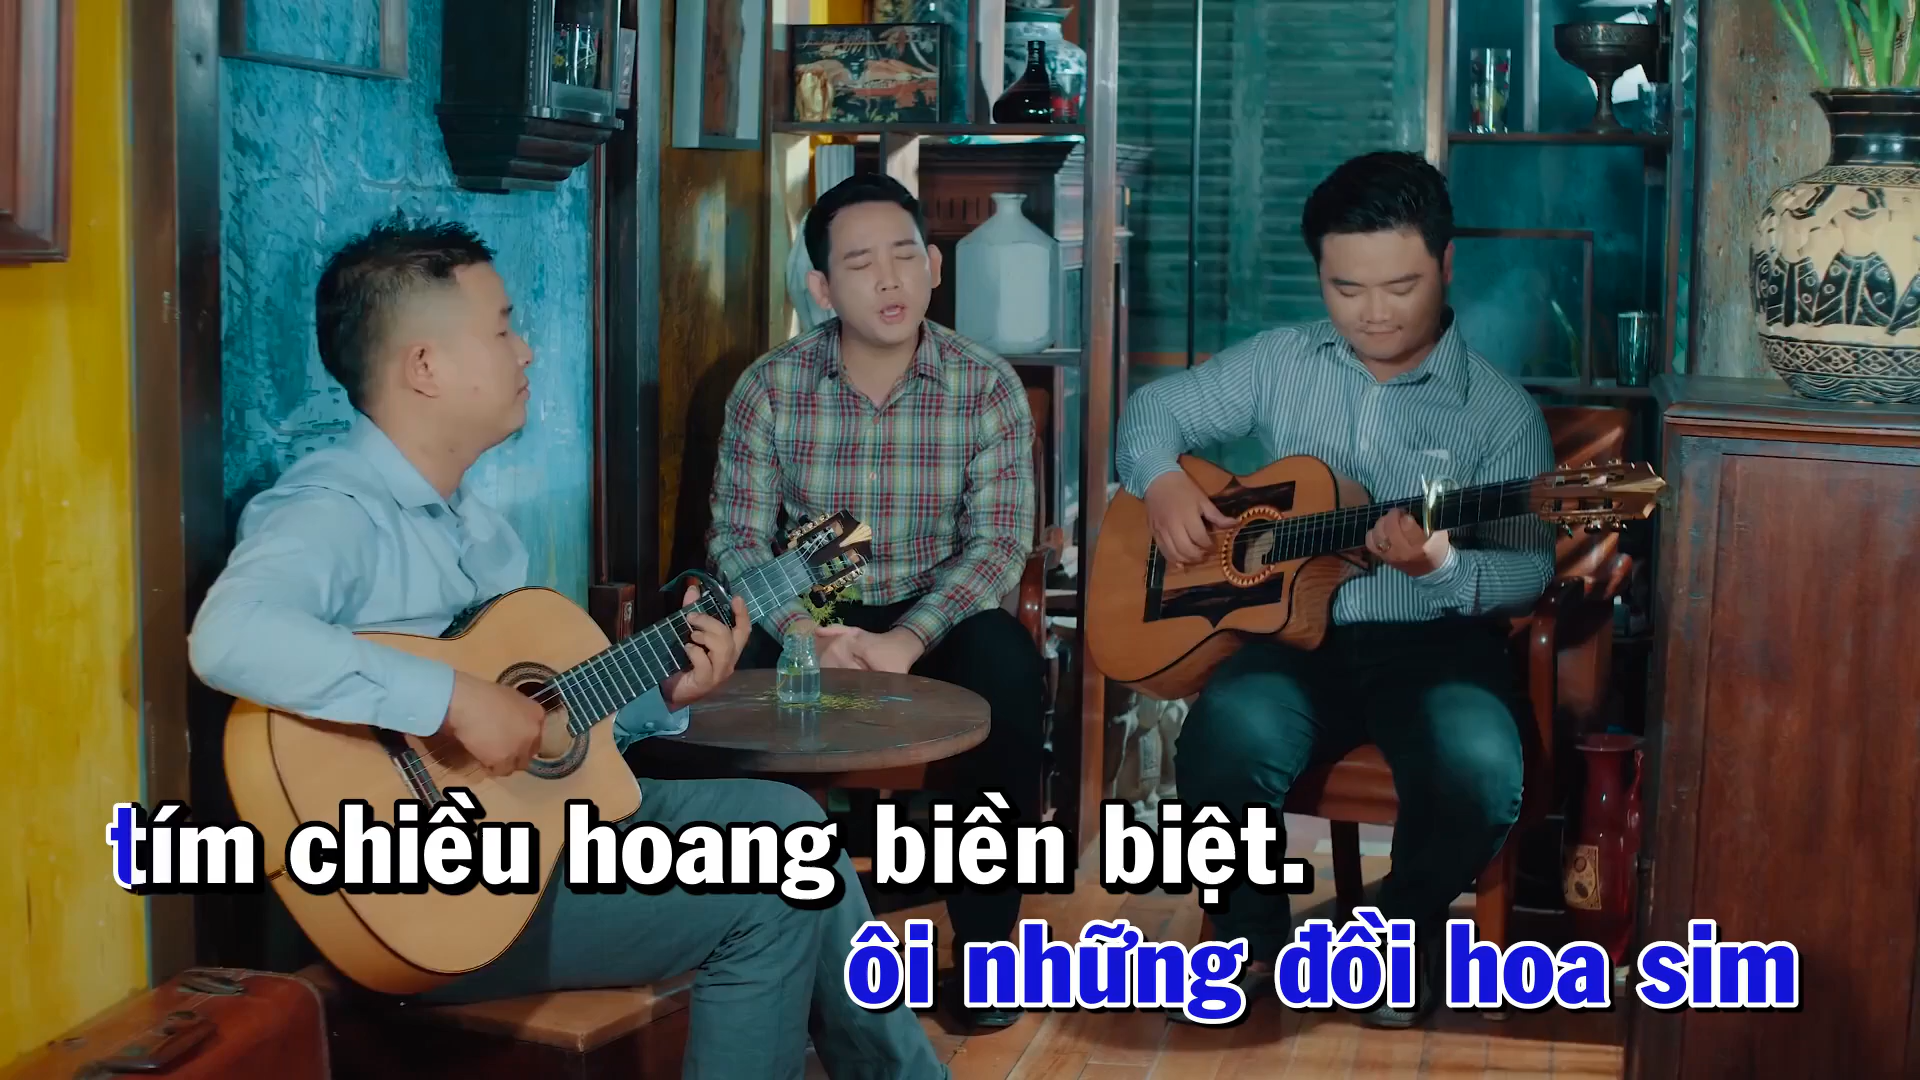 tím chiều hoang biền biệt.
ôi những đồi hoa sim